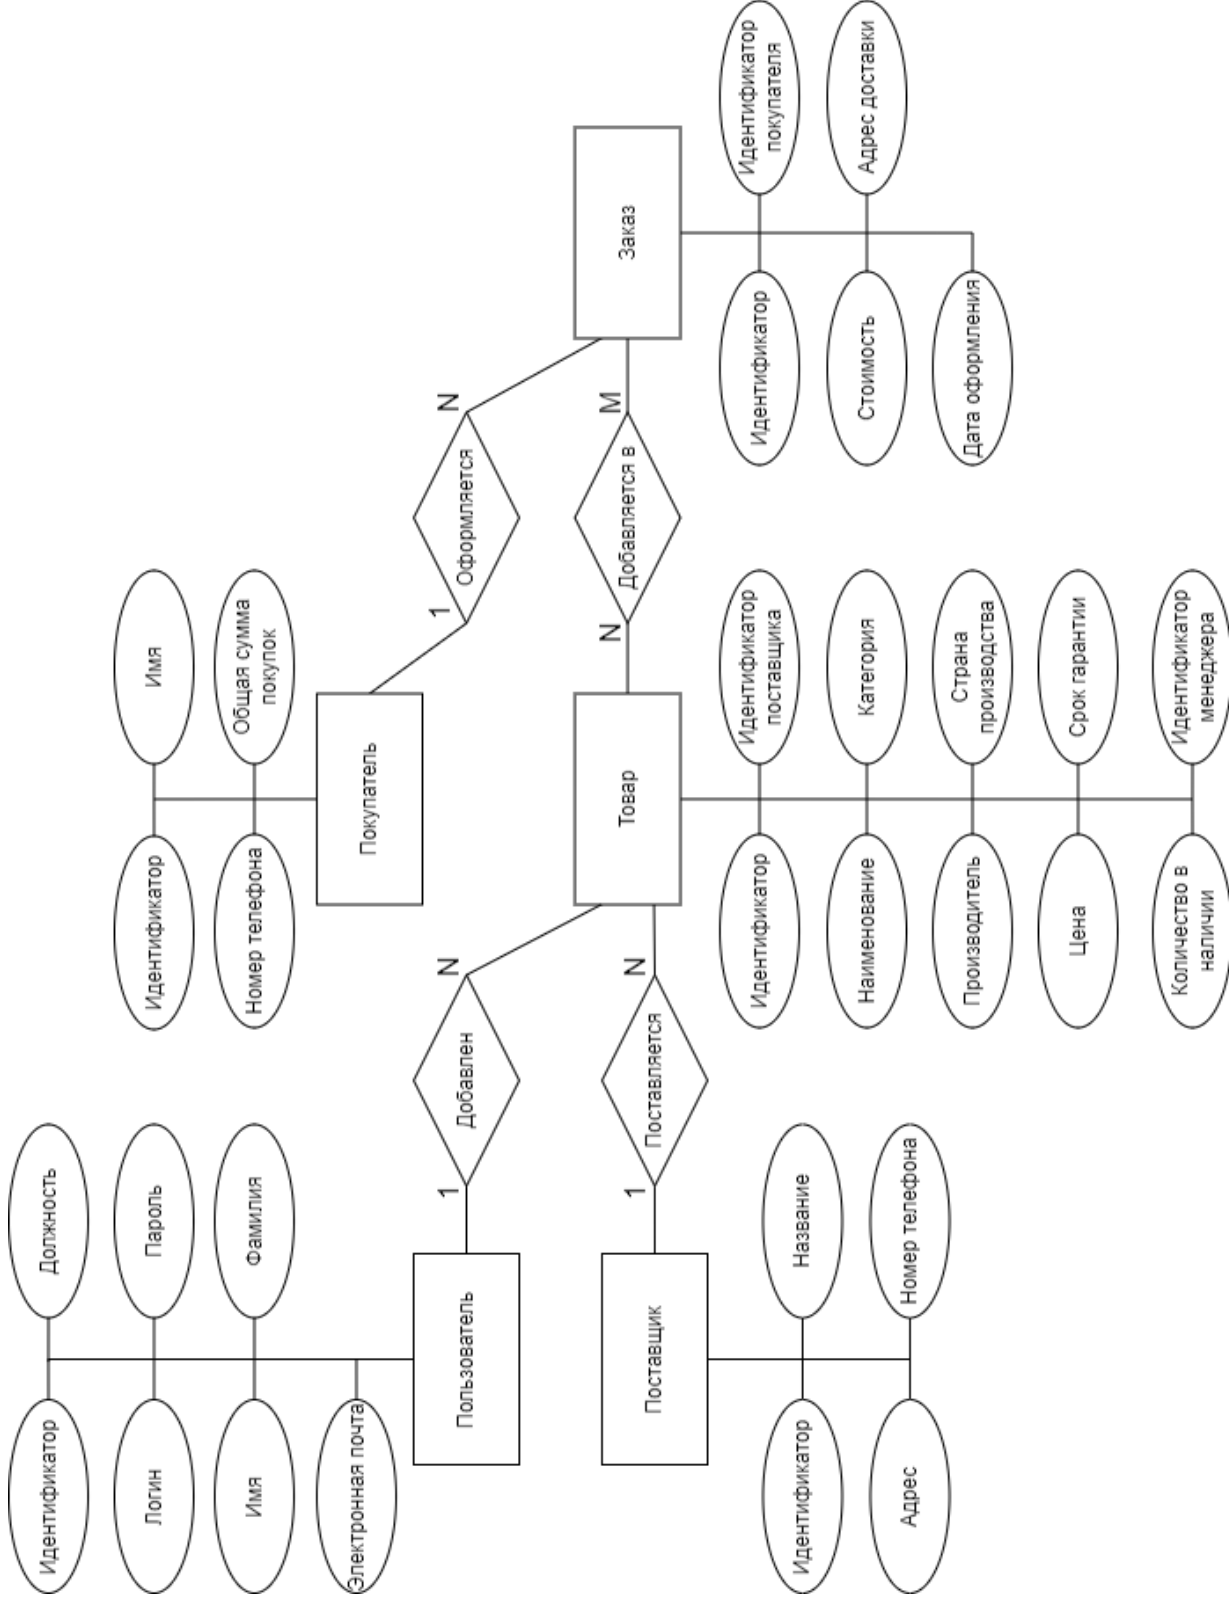 Идентификатор
Должность
Логин
Пароль
Имя
Фамилия
Электронная почта
Пользователь
1
Добавлен
N
Идентификатор
Имя
Номер телефона
Общая сумма
покупок
Покупатель
1
Оформляется
N
Поставщик
1
Поставляется
N
Товар
N
Добавляется в
M
Заказ
Идентификатор
Название
Адрес
Номер телефона
Идентификатор
Идентификатор
поставщика
Наименование
Категория
Производитель
Страна
производства
Цена
Срок гарантии
Количество в
наличии
Идентификатор
менеджера
Идентификатор
Идентификатор
покупателя
Стоимость
Адрес доставки
Дата оформления